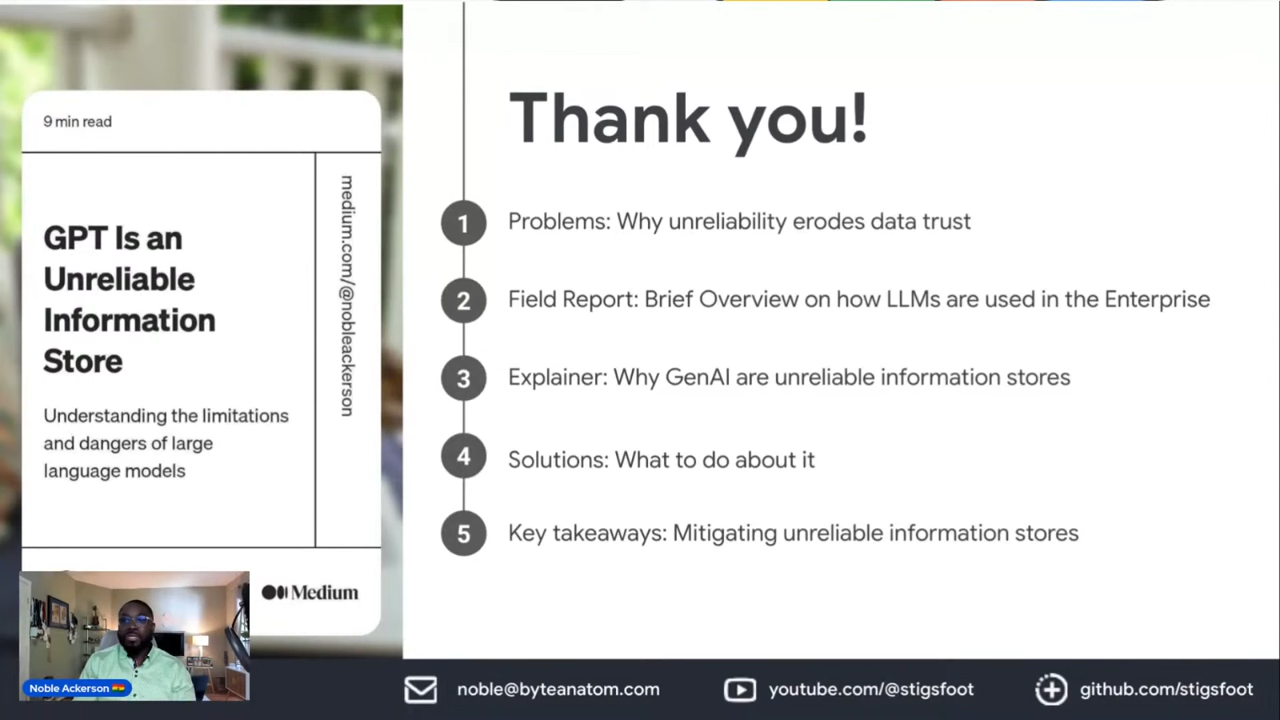 9 min read
GPT Is an
Unreliable
Information
Store
Understanding the limitations
and dangers of large
language models
medium.com/@nobleackerson
Medium
Noble Ackerson
Thank you!
1 Problems: Why unreliability erodes data trust
2 Field Report: Brief Overview on how LLMs are used in the Enterprise
3 Explainer: Why GenAI are unreliable information stores
4 Solutions: What to do about it
5 Key takeaways: Mitigating unreliable information stores
noble@byteanatom.com
youtube.com/@stigsfoot
github.com/stigsfoot